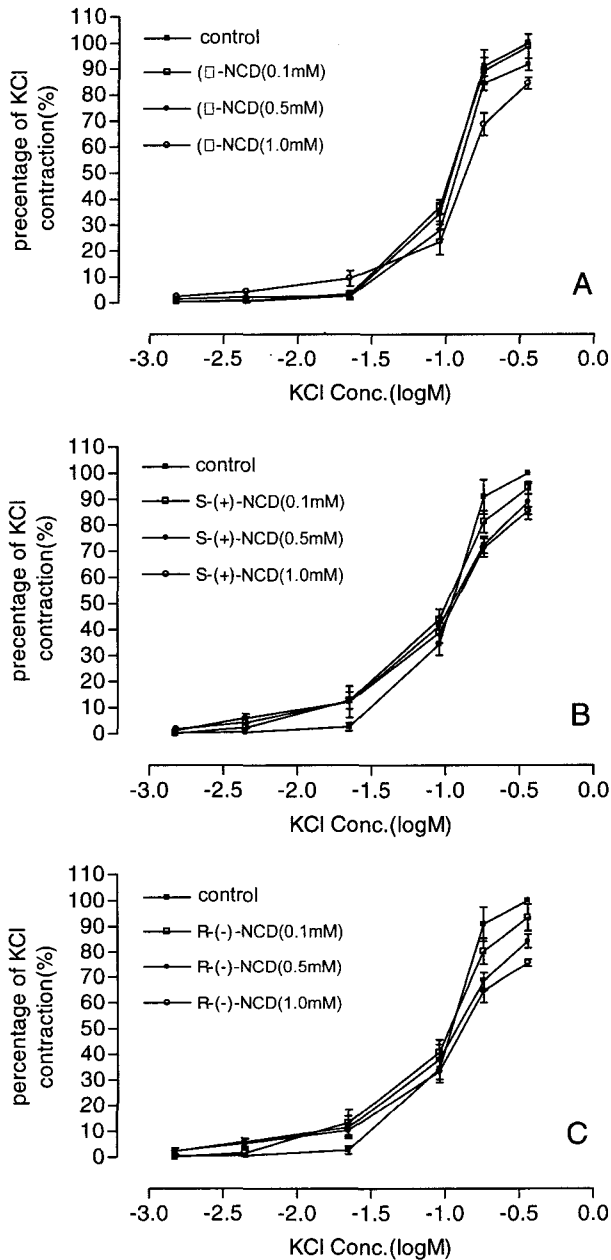 precentage of KCl
contraction(%)
110
100
90
80
70
60
50
40
30
20
10
0
control
(□-NCD(0.1mM)
(□-NCD(0.5mM)
(□-NCD(1.0mM)
A
-3.0 -2.5 -2.0 -1.5 -1.0 -0.5 0.0
KCl Conc.(logM)
precentage of KCl
contraction(%)
110
100
90
80
70
60
50
40
30
20
10
0
control
S-(+)-NCD(0.1mM)
S-(+)-NCD(0.5mM)
S-(+)-NCD(1.0mM)
B
-3.0 -2.5 -2.0 -1.5 -1.0 -0.5 0.0
KCl Conc.(logM)
percentage of KCl
contraction(%)
110
100
90
80
70
60
50
40
30
20
10
0
control
R-(-)-NCD(0.1mM)
R-(-)-NCD(0.5mM)
R-(-)-NCD(1.0mM)
C
-3.0 -2.5 -2.0 -1.5 -1.0 -0.5 0.0
KCl Conc.(logM)